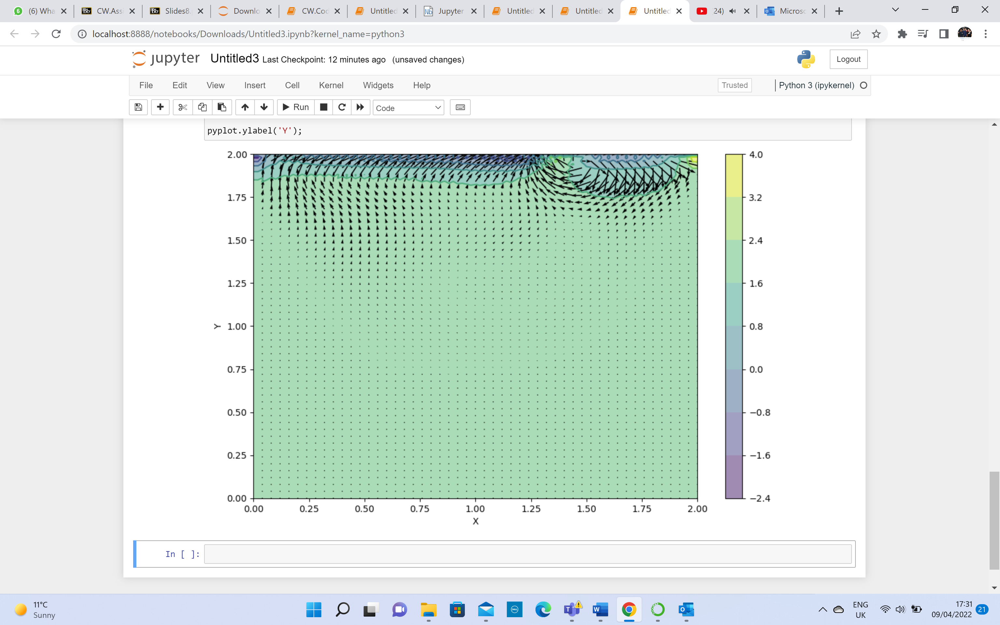 (6) Wha CW.Ass Slides8. Downlo CW.Coc Untitled Jupyter Untitled Untitled Untitled 24) Microso
localhost:8888/notebooks/Downloads/Untitled3.ipynb?kernel_name=python3
jupyter Untitled3 Last Checkpoint: 12 minutes ago (unsaved changes) Logout
File Edit View Insert Cell Kernel Widgets Help Trusted Python 3 (ipykernel)
Run Code
pyplot.ylabel('Y');
2.00
1.75
1.50
1.25
1.00
0.75
0.50
0.25
0.00
Y
0.00 0.25 0.50 0.75 1.00 1.25 1.50 1.75 2.00
X
4.0
3.2
2.4
1.6
0.8
0.0
−0.8
−1.6
−2.4
In [ ]:
11°C
Sunny
ENG
UK
17:31
09/04/2022
21